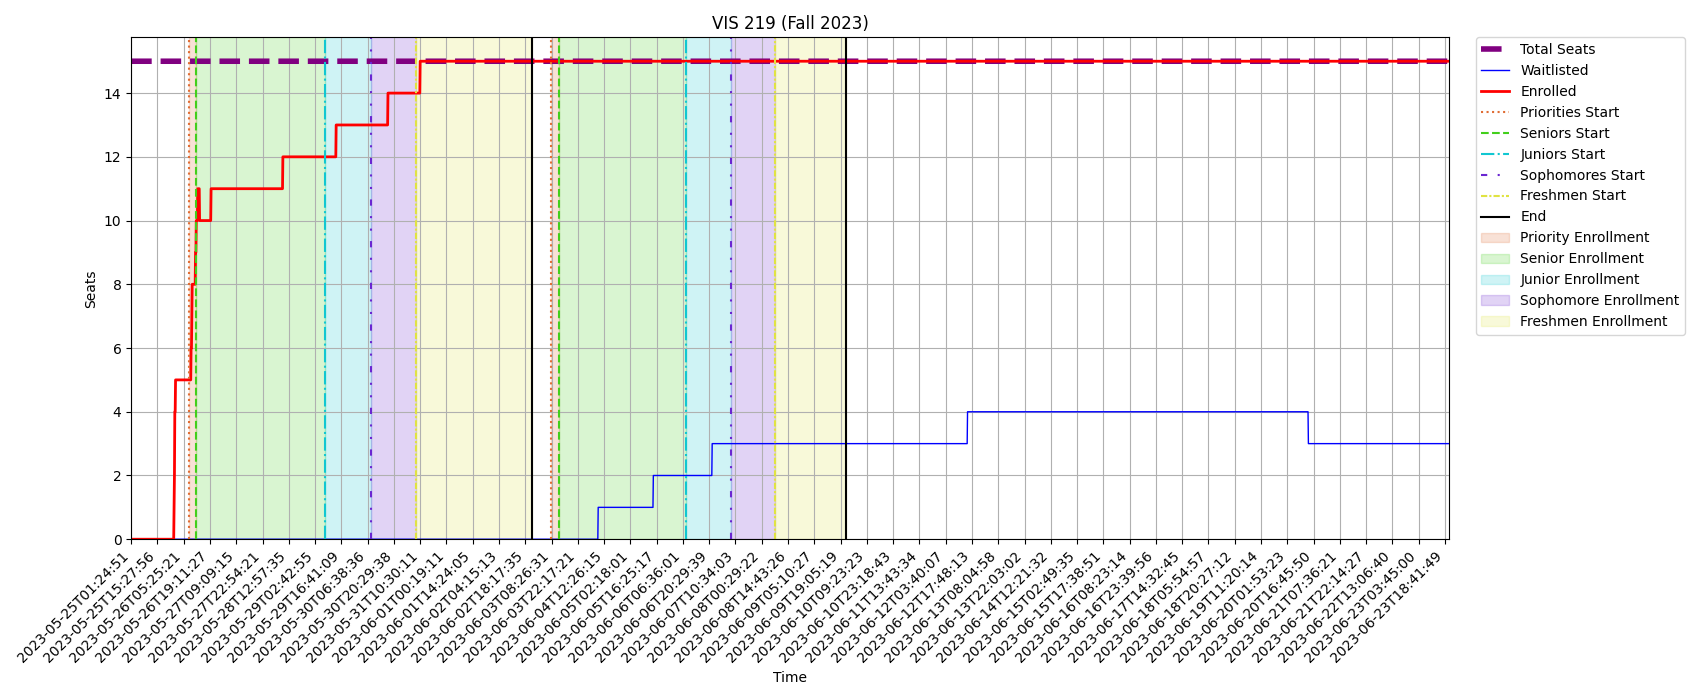 VIS 219 (Fall 2023)
Total Seats
Waitlisted
Enrolled
Priorities Start
Seniors Start
Juniors Start
Sophomores Start
Freshmen Start
End
Priority Enrollment
Senior Enrollment
Junior Enrollment
Sophomore Enrollment
Freshmen Enrollment
Seats
14
12
10
8
6
4
2
0
2023-05-25T01:24:51
2023-05-25T15:27:56
2023-05-26T05:25:21
2023-05-26T19:11:27
2023-05-27T09:09:15
2023-05-27T22:54:21
2023-05-28T12:57:35
2023-05-29T02:42:55
2023-05-29T16:41:09
2023-05-30T06:38:36
2023-05-30T20:29:38
2023-05-31T10:30:11
2023-06-01T00:19:11
2023-06-01T14:24:05
2023-06-02T04:15:13
2023-06-02T18:17:35
2023-06-03T08:26:31
2023-06-03T22:17:21
2023-06-04T12:26:15
2023-06-05T02:18:01
2023-06-05T16:25:17
2023-06-06T06:36:01
2023-06-06T20:29:39
2023-06-07T10:34:03
2023-06-08T00:29:22
2023-06-08T14:43:26
2023-06-09T05:10:27
2023-06-09T19:05:19
2023-06-10T09:23:23
2023-06-10T23:18:43
2023-06-11T13:43:34
2023-06-12T03:40:07
2023-06-12T17:48:13
2023-06-13T08:04:58
2023-06-13T22:03:02
2023-06-14T12:21:32
2023-06-15T02:49:35
2023-06-15T17:38:51
2023-06-16T08:23:14
2023-06-16T23:39:56
2023-06-17T14:32:45
2023-06-18T05:54:57
2023-06-18T20:27:12
2023-06-19T11:20:14
2023-06-20T01:53:23
2023-06-20T16:45:50
2023-06-21T07:36:21
2023-06-21T22:14:27
2023-06-22T13:06:40
2023-06-23T03:45:00
2023-06-23T18:41:49
Time